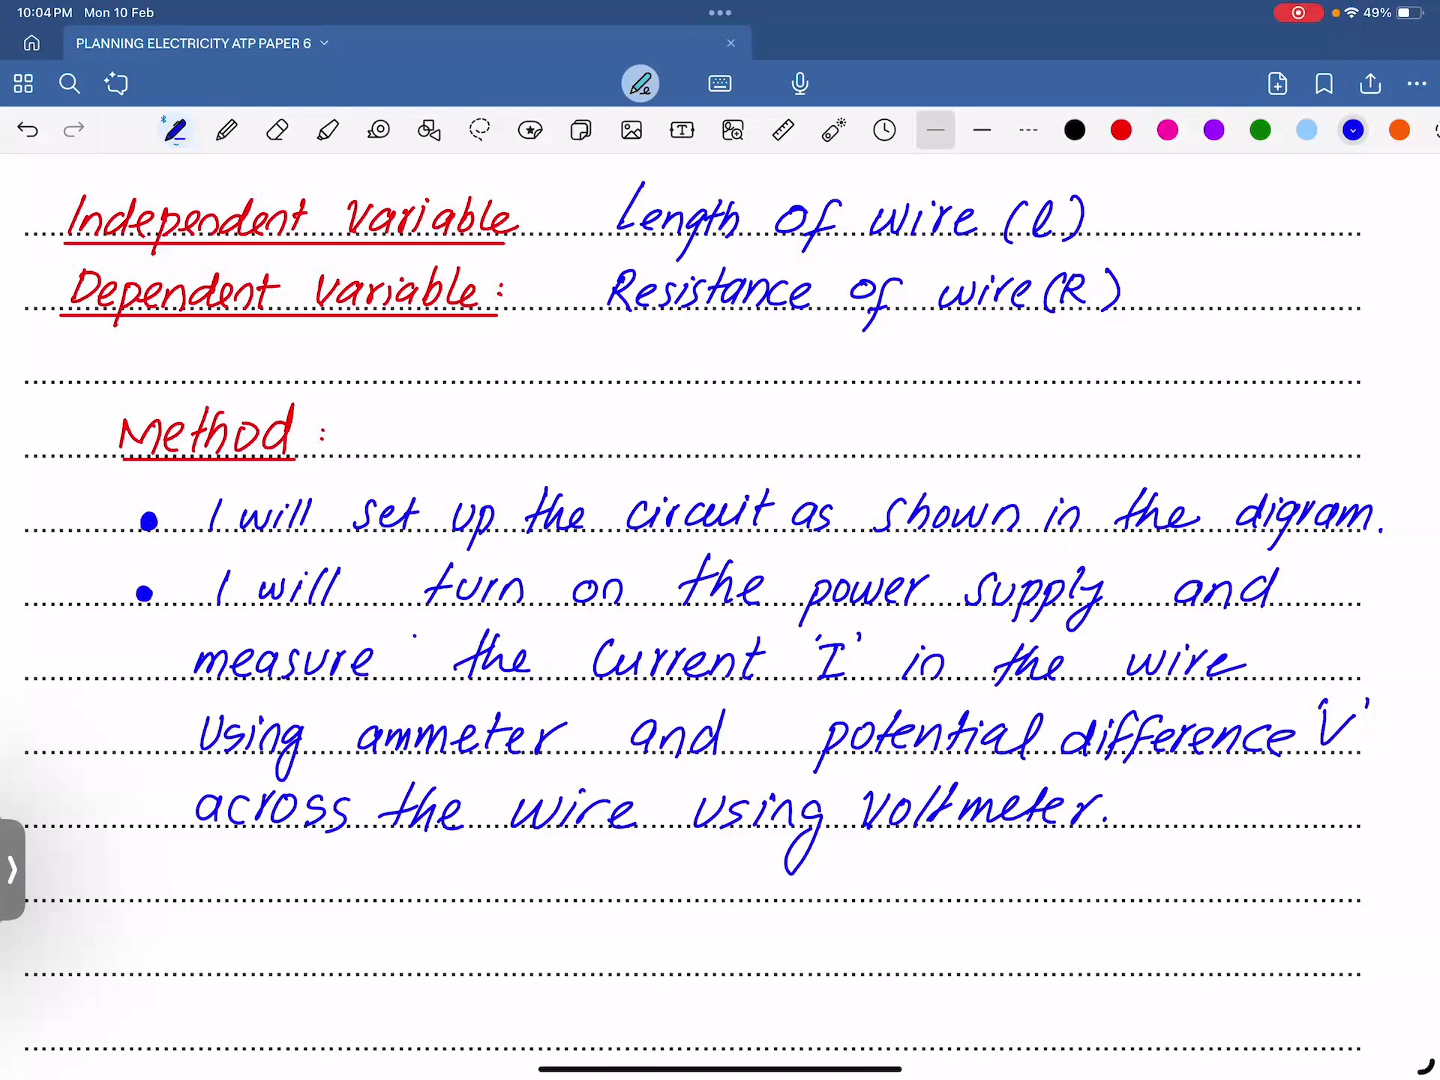 10:04 PM Mon 10 Feb
49%
PLANNING ELECTRICITY ATP PAPER 6
Independent Variable Length of wire (l)
Dependent Variable: Resistance of wire (R)
Method:
• I will set up the circuit as shown in the digram.
• I will turn on the power supply and
measure the Current 'I' in the wire
Using ammeter and potential difference 'V'
across the wire using Voltmeter.